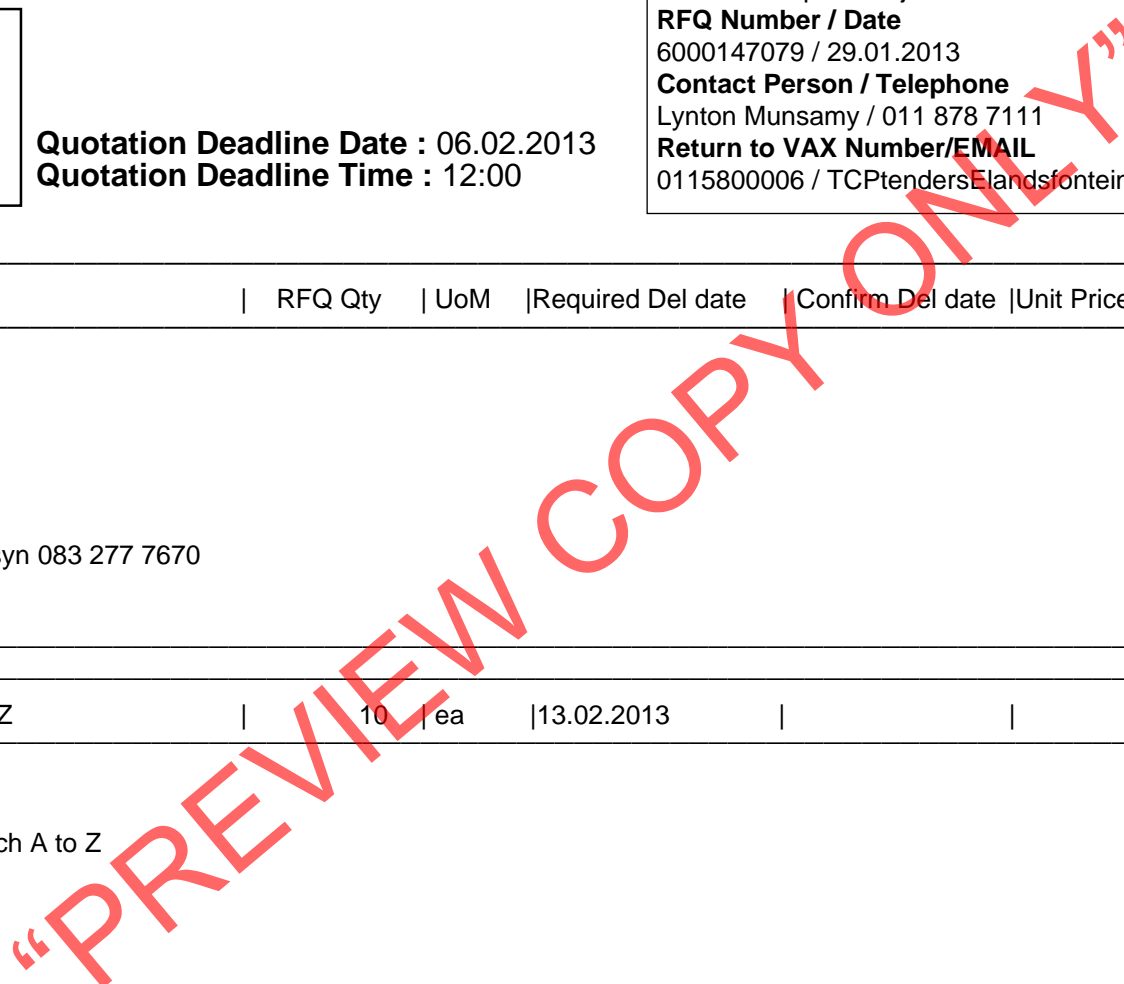 RFQ Number / Date
6000147079 / 29.01.2013
Contact Person / Telephone
Lynton Munsamy / 011 878 7111
Return to VAX Number/EMAIL
0115800006 / TCPtendersElandsfontein
Quotation Deadline Date : 06.02.2013
Quotation Deadline Time : 12:00
| RFQ Qty | UoM |Required Del date | Confirm Del date |Unit Price
yn 083 277 7670
Z | 10 | ea |13.02.2013 | |
ch A to Z
“PREVIEW COPY ONLY”